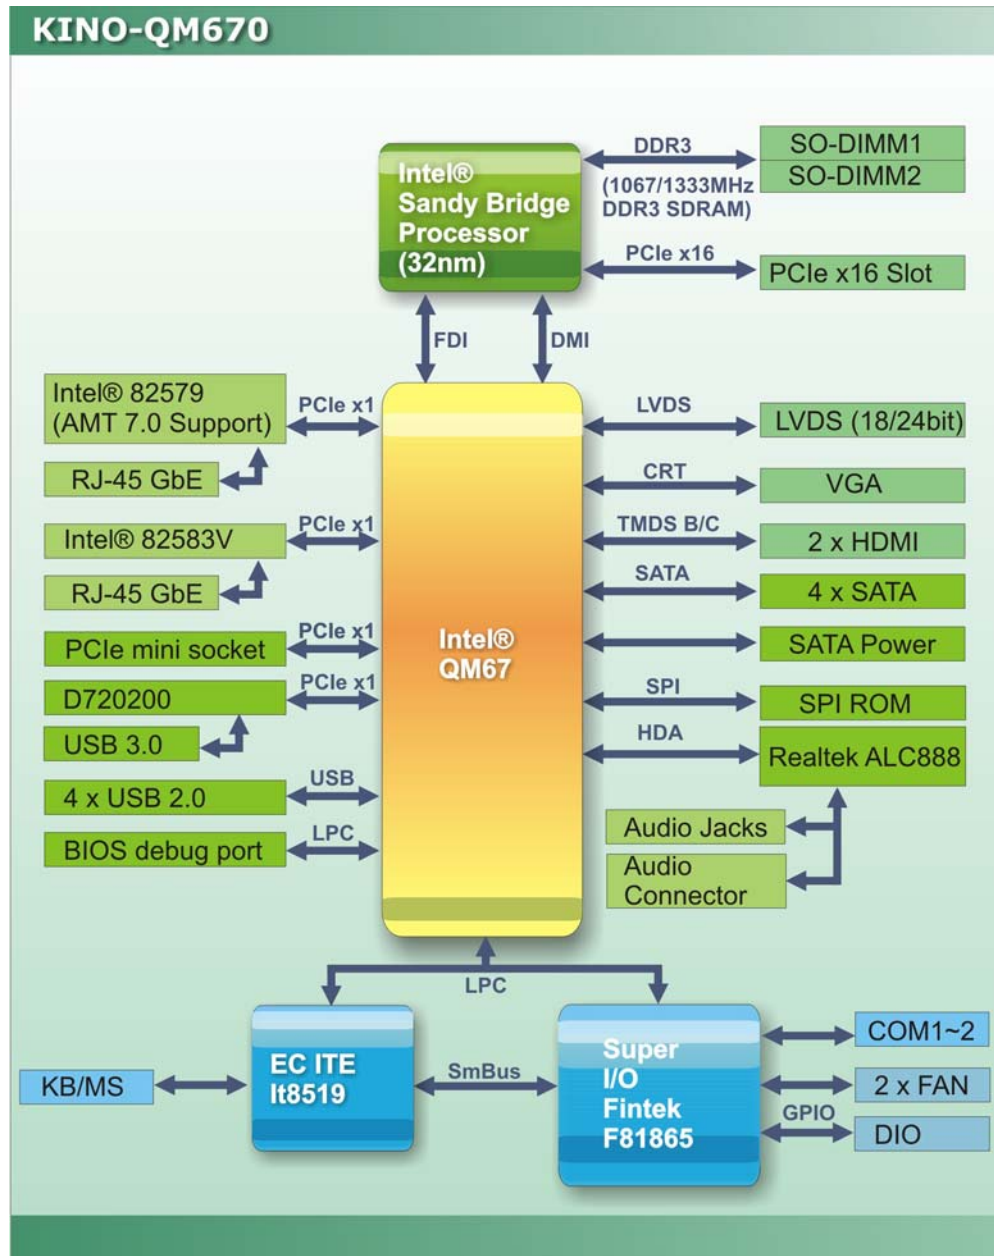 KINO-QM670
Intel®
Sandy Bridge
Processor
(32nm)
DDR3
(1067/1333MHz
DDR3 SDRAM)
SO-DIMM1
SO-DIMM2
PCIe x16
PCIe x16 Slot
FDI
DMI
Intel® 82579
(AMT 7.0 Support)
PCIe x1
RJ-45 GbE
Intel® 82583V
PCIe x1
RJ-45 GbE
PCIe mini socket
PCIe x1
D720200
PCIe x1
USB 3.0
4 x USB 2.0
USB
BIOS debug port
LPC
Intel®
QM67
LVDS
LVDS (18/24bit)
CRT
VGA
TMDS B/C
2 x HDMI
SATA
4 x SATA
SATA Power
SPI
SPI ROM
HDA
Realtek ALC888
Audio Jacks
Audio
Connector
LPC
KB/MS
EC ITE
It8519
SmBus
Super
I/O
Fintek
F81865
COM1~2
2 x FAN
GPIO
DIO